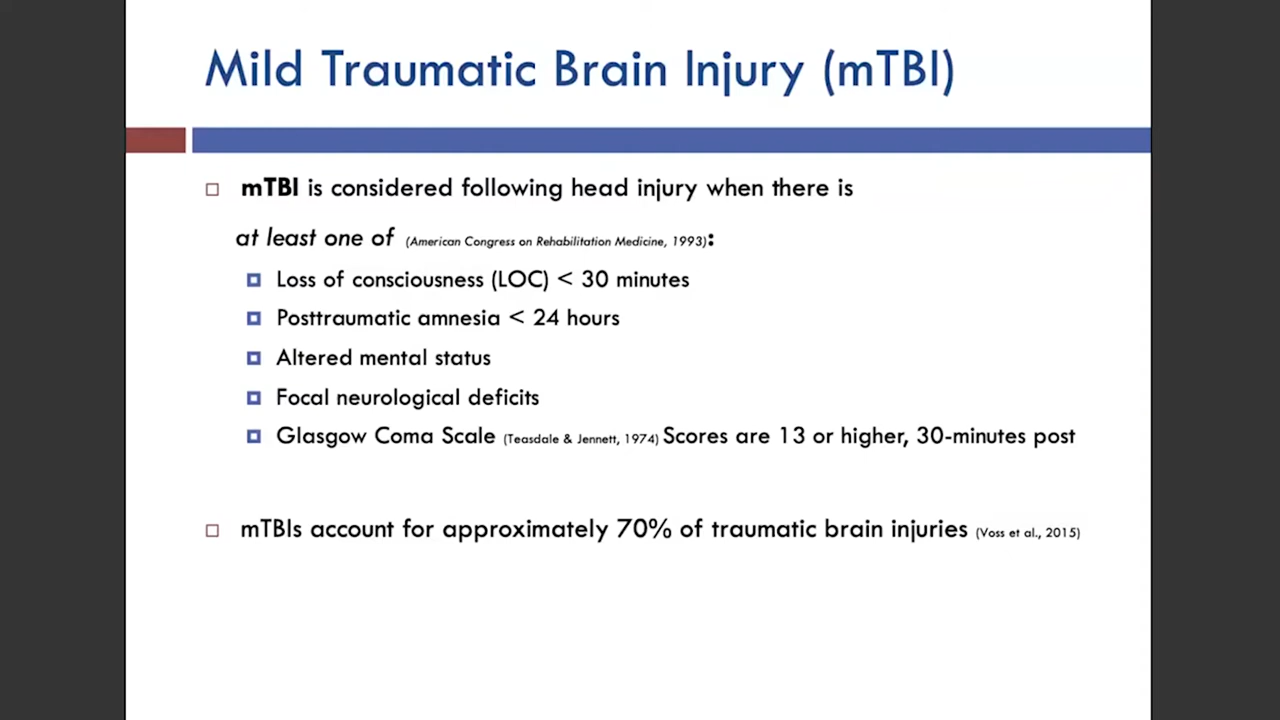 Mild Traumatic Brain Injury (mTBI)
mTBI is considered following head injury when there is
at least one of (American Congress on Rehabilitation Medicine, 1993):
Loss of consciousness (LOC) < 30 minutes
Posttraumatic amnesia < 24 hours
Altered mental status
Focal neurological deficits
Glasgow Coma Scale (Teasdale & Jennett, 1974) Scores are 13 or higher, 30-minutes post
mTBIs account for approximately 70% of traumatic brain injuries (Voss et al., 2015)